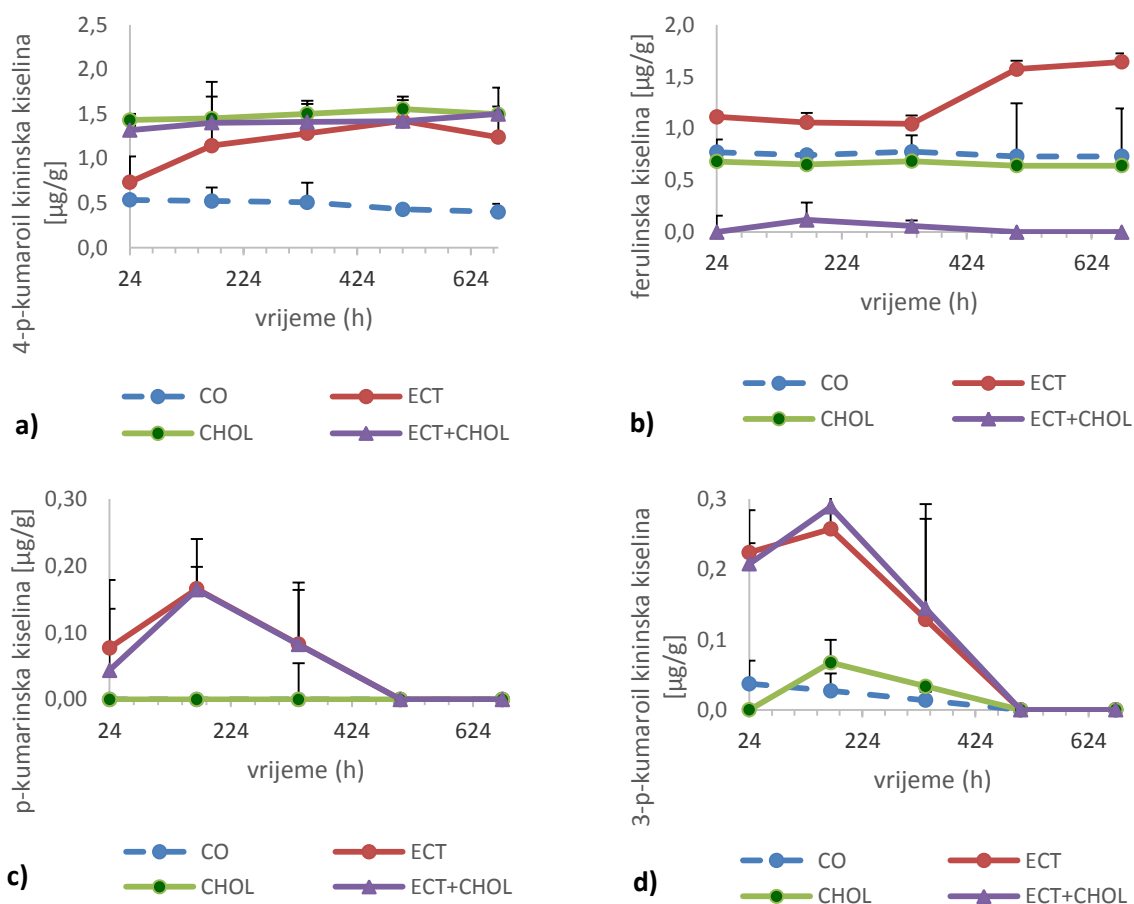 4-p-kumaroil kininska kiselina
[µg/g]
2,5
2,0
1,5
1,0
0,5
0,0
24 224 424 624
vrijeme (h)
CO ECT
CHOL ECT+CHOL
a)
ferulinska kiselina [µg/g]
2,0
1,5
1,0
0,5
0,0
24 224 424 624
vrijeme (h)
CO ECT
CHOL ECT+CHOL
b)
p-kumarinska kiselina [µg/g]
0,30
0,20
0,10
0,00
24 224 424 624
vrijeme (h)
CO ECT
CHOL ECT+CHOL
c)
3-p-kumaroil kininska kiselina
[µg/g]
0,3
0,2
0,1
0,0
24 224 424 624
vrijeme (h)
CO ECT
CHOL ECT+CHOL
d)